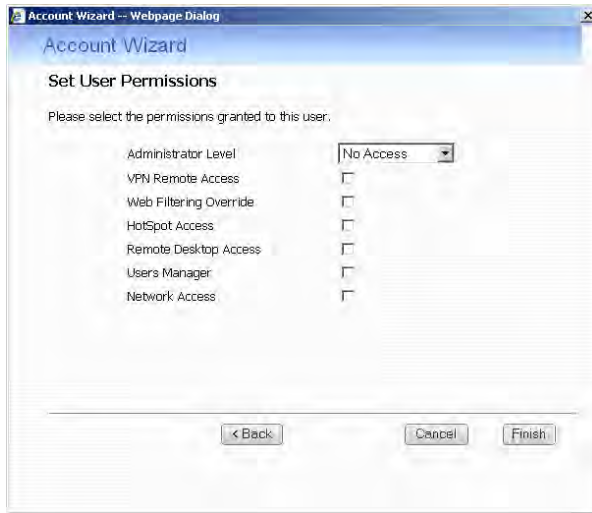 Account Wizard -- Webpage Dialog
Account Wizard
Set User Permissions
Please select the permissions granted to this user.
Administrator Level No Access
VPN Remote Access
Web Filtering Override
HotSpot Access
Remote Desktop Access
Users Manager
Network Access
< Back Cancel Finish